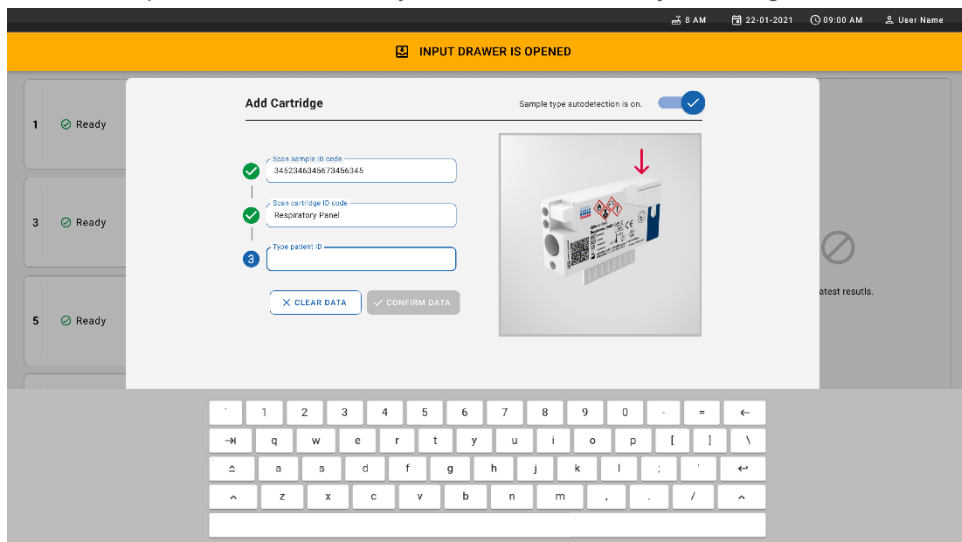 8 AM 22-01-2021 09:00 AM User Name
INPUT DRAWER IS OPENED
Add Cartridge
Sample type autodetection is on.
1 Ready
3 Ready
5 Ready
Scan sample ID code
3452346345673456345
Scan cartridge ID code
Respiratory Panel
3
Type patient ID
CLEAR DATA
CONFIRM DATA
atest resutls.
` 1 2 3 4 5 6 7 8 9 0 - =
q w e r t y u i o p [ ] \
a s d f g h j k l ; '
z x c v b n m , . /